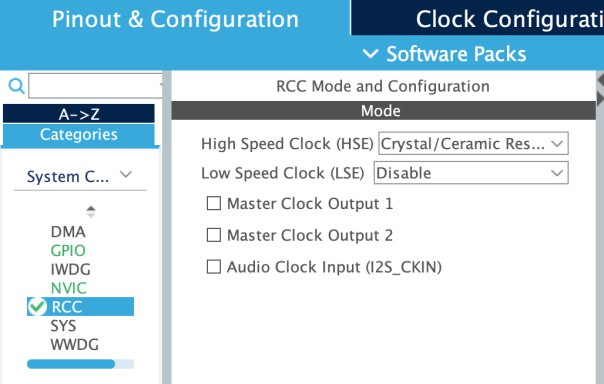 Pinout & Configuration
Clock Configurati
Software Packs
A->Z
Categories
System C...
DMA
GPIO
IWDG
NVIC
RCC
SYS
WWDG
RCC Mode and Configuration
Mode
High Speed Clock (HSE) Crystal/Ceramic Res...
Low Speed Clock (LSE) Disable
Master Clock Output 1
Master Clock Output 2
Audio Clock Input (I2S_CKIN)